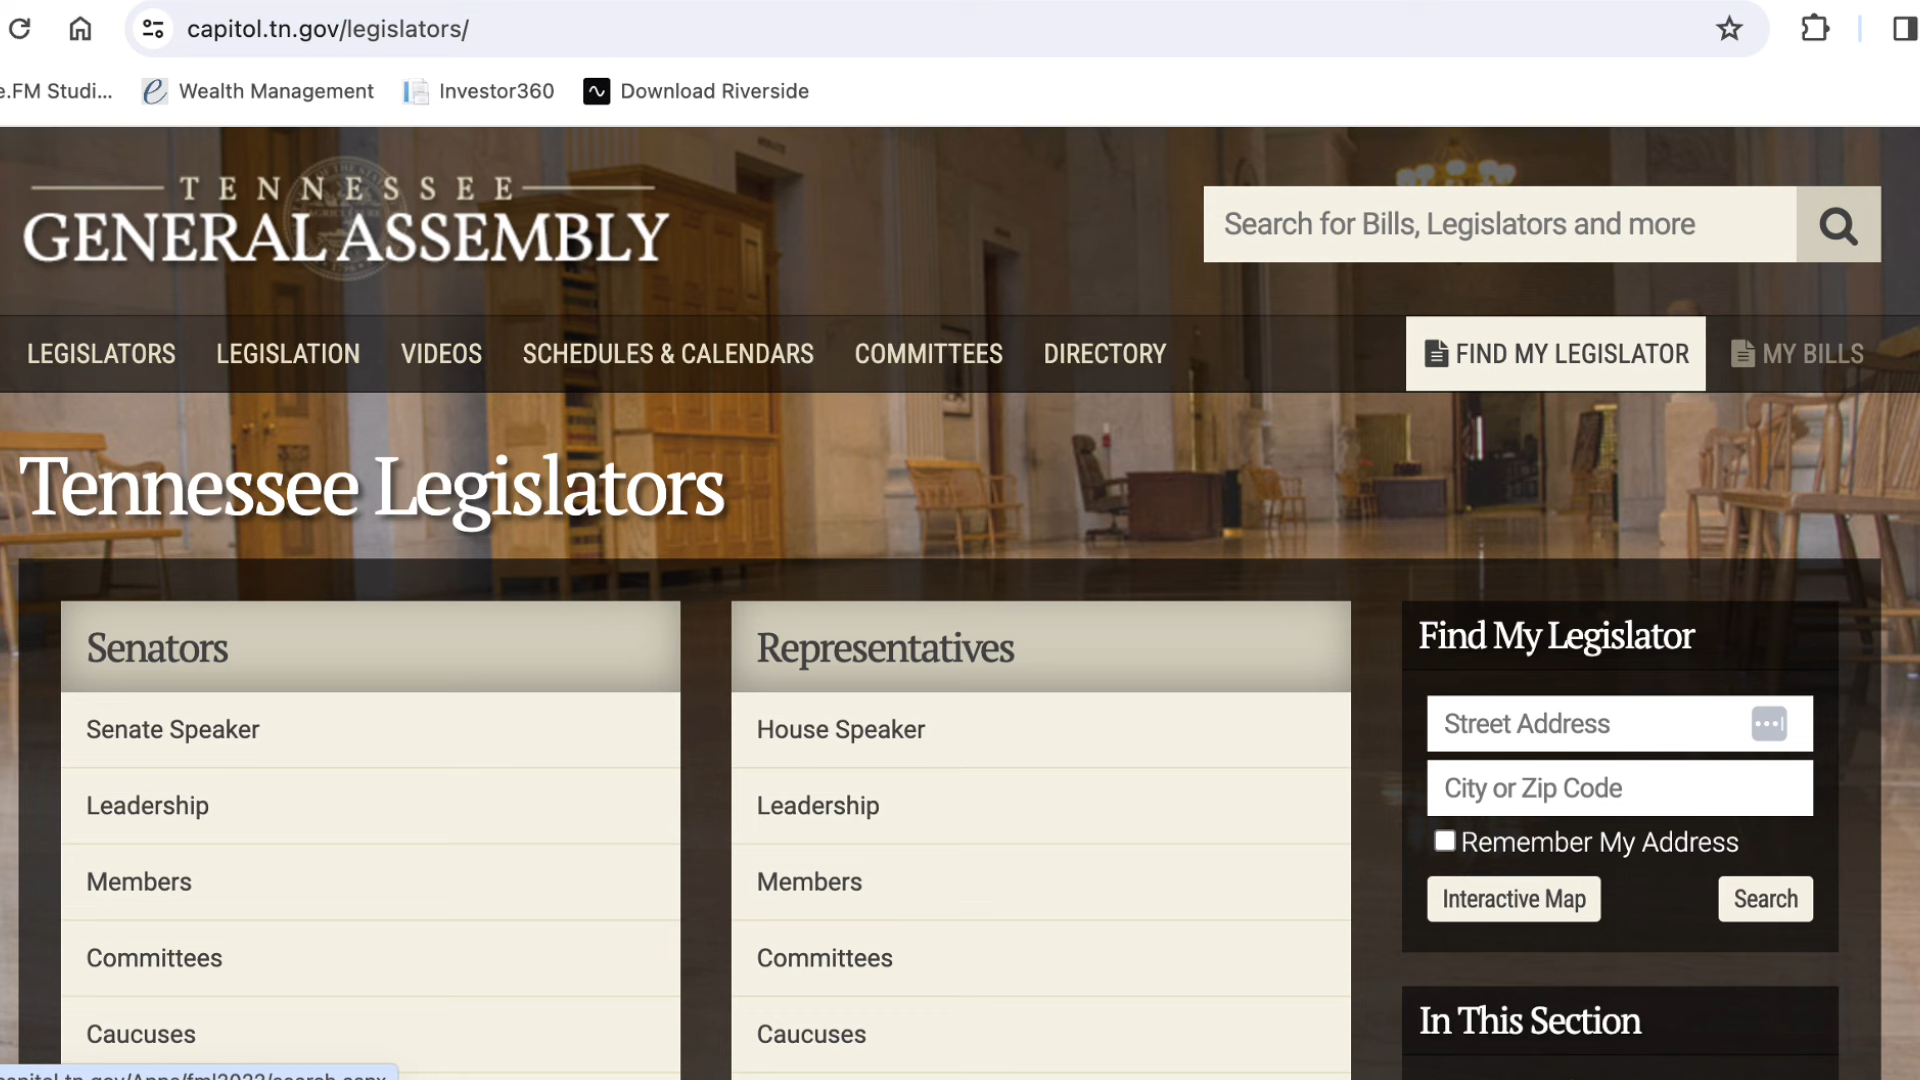 capitol.tn.gov/legislators/
e.FM Studi...
Wealth Management
Investor360
Download Riverside
TENNESSEE
GENERAL ASSEMBLY
Search for Bills, Legislators and more
LEGISLATORS
LEGISLATION
VIDEOS
SCHEDULES & CALENDARS
COMMITTEES
DIRECTORY
FIND MY LEGISLATOR
MY BILLS
Tennessee Legislators
Senators
Senate Speaker
Leadership
Members
Committees
Caucuses
Representatives
House Speaker
Leadership
Members
Committees
Caucuses
Find My Legislator
Street Address
City or Zip Code
Remember My Address
Interactive Map
Search
In This Section